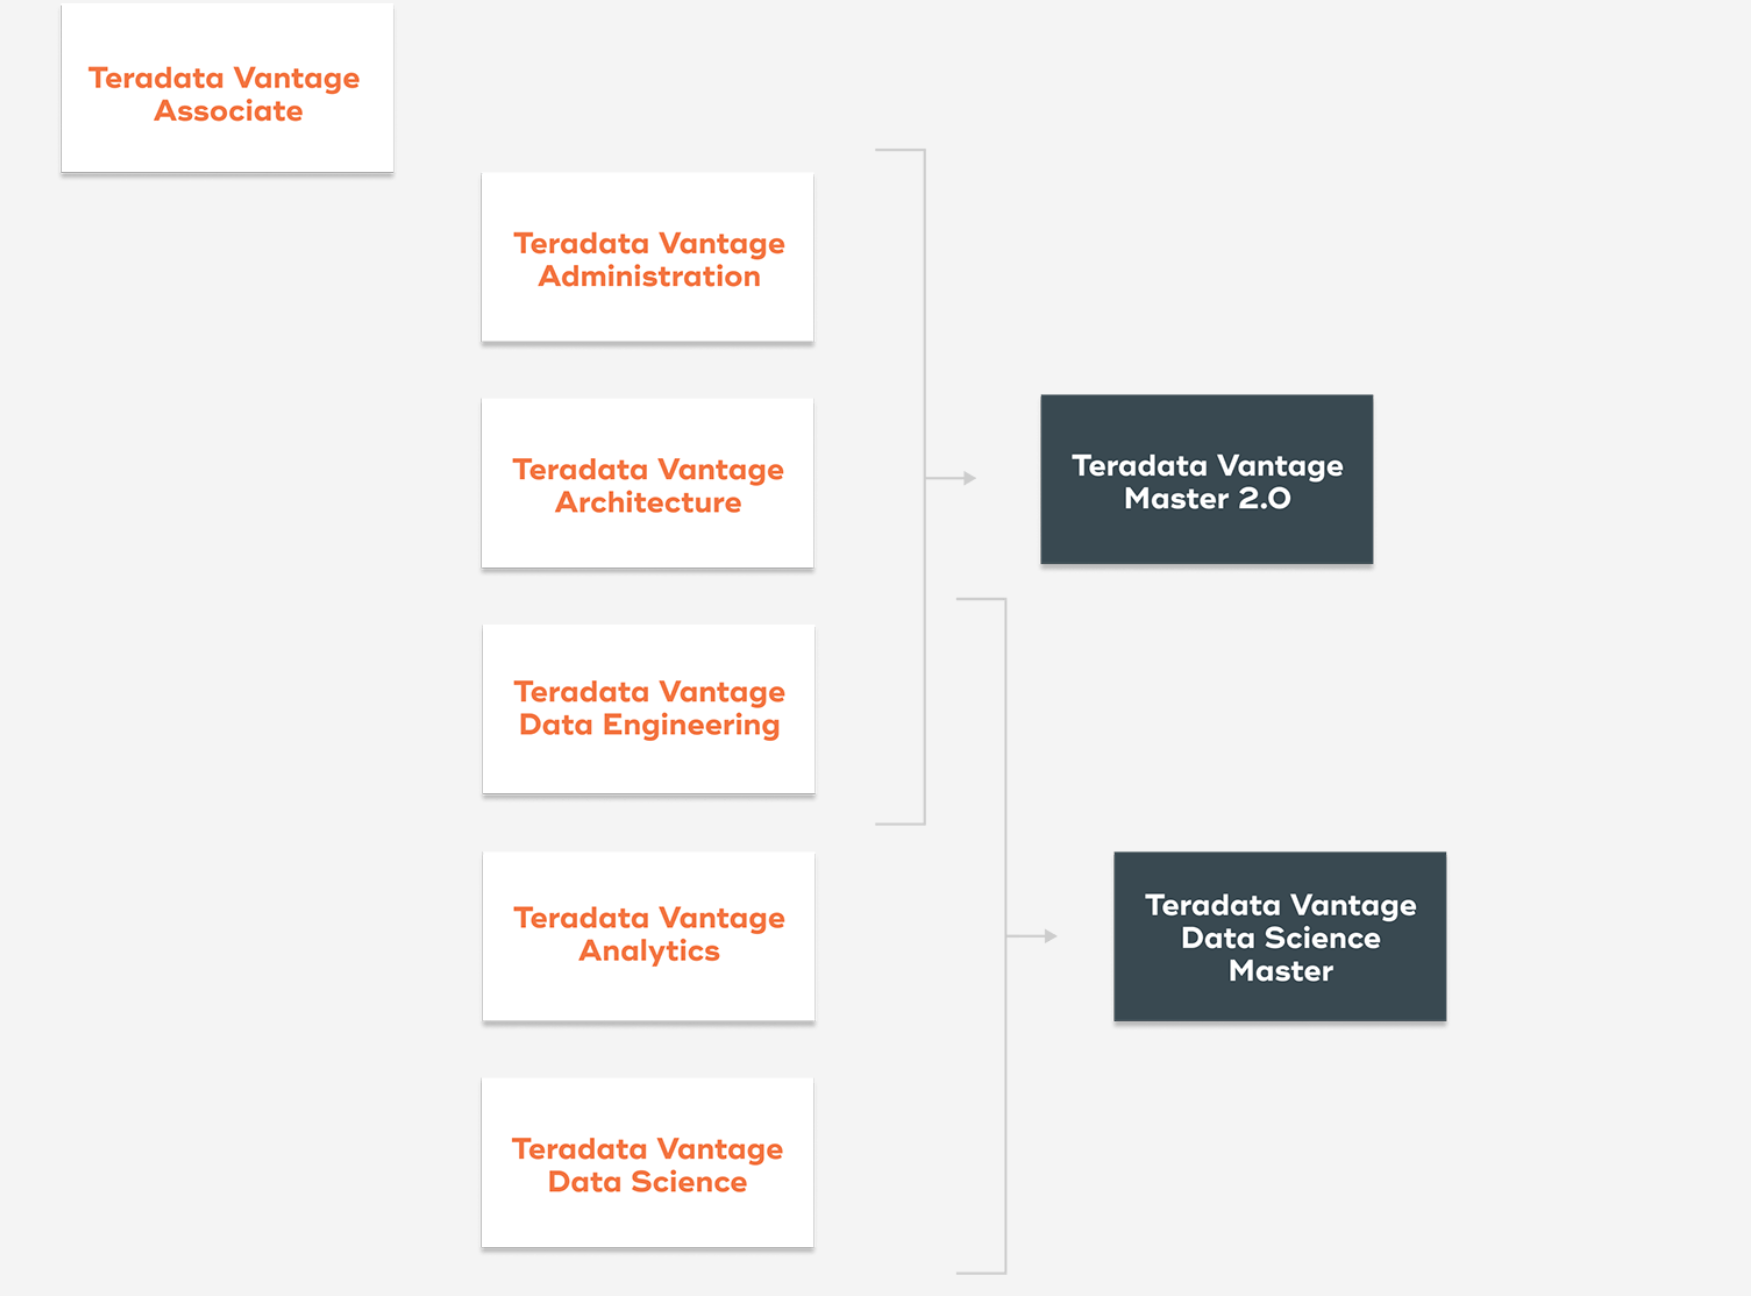 Teradata Vantage
Associate
Teradata Vantage
Administration
Teradata Vantage
Architecture
Teradata Vantage
Master 2.0
Teradata Vantage
Data Engineering
Teradata Vantage
Analytics
Teradata Vantage
Data Science
Master
Teradata Vantage
Data Science